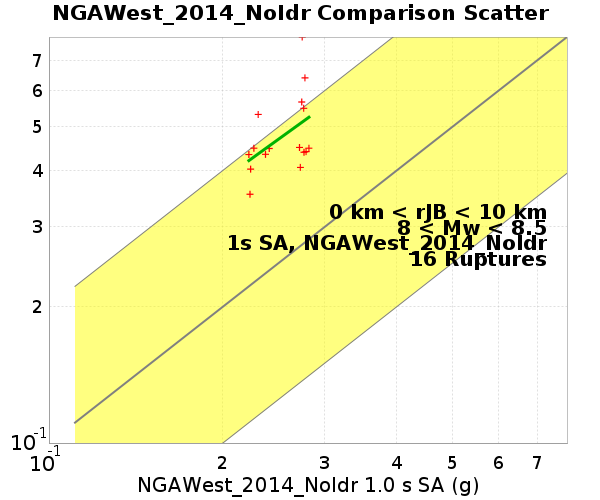 NGAWest_2014_NoIdr Comparison Scatter
7
6
5
4
3
2
10-1
0 km < rJB < 10 km
8 < Mw < 8.5
1s SA, NGAWest_2014_NoIdr
16 Ruptures
10-1
2 3 4 5 6 7
NGAWest_2014_NoIdr 1.0 s SA (g)